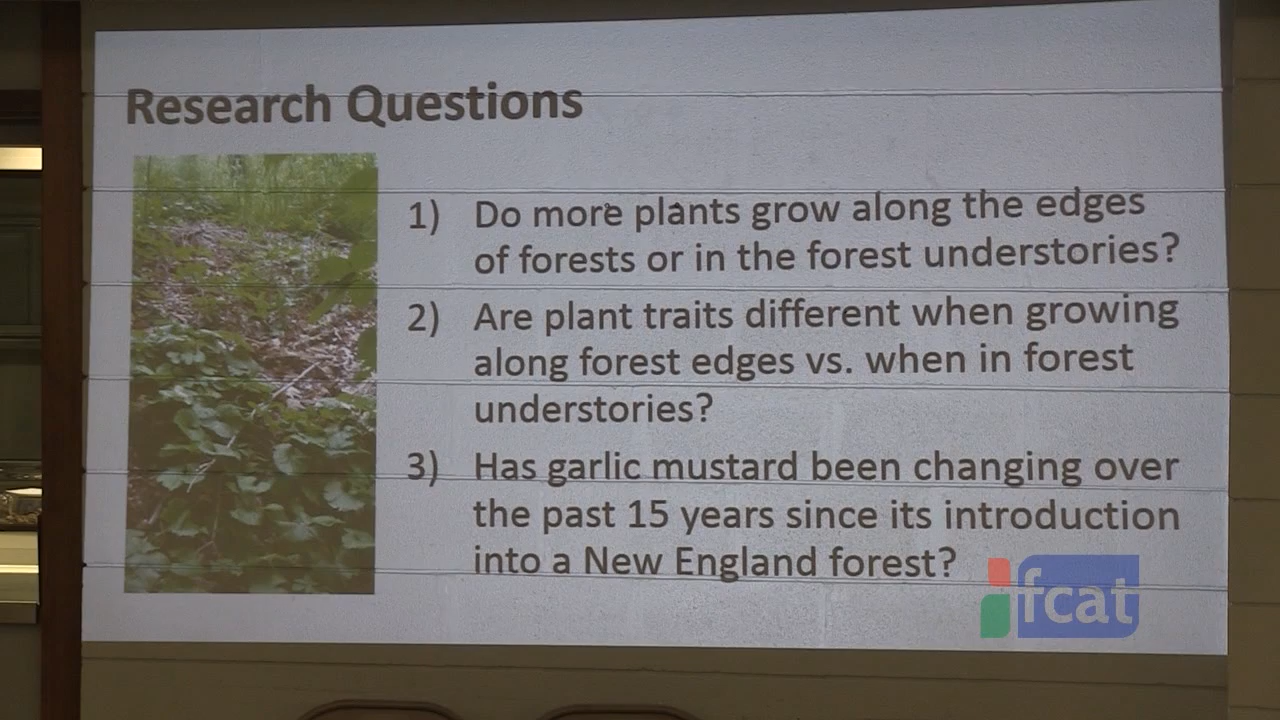 Research Questions
1) Do more plants grow along the edges
of forests or in the forest understories?
2) Are plant traits different when growing
along forest edges vs. when in forest
understories?
3) Has garlic mustard been changing over
the past 15 years since its introduction
into a New England forest?
fcat